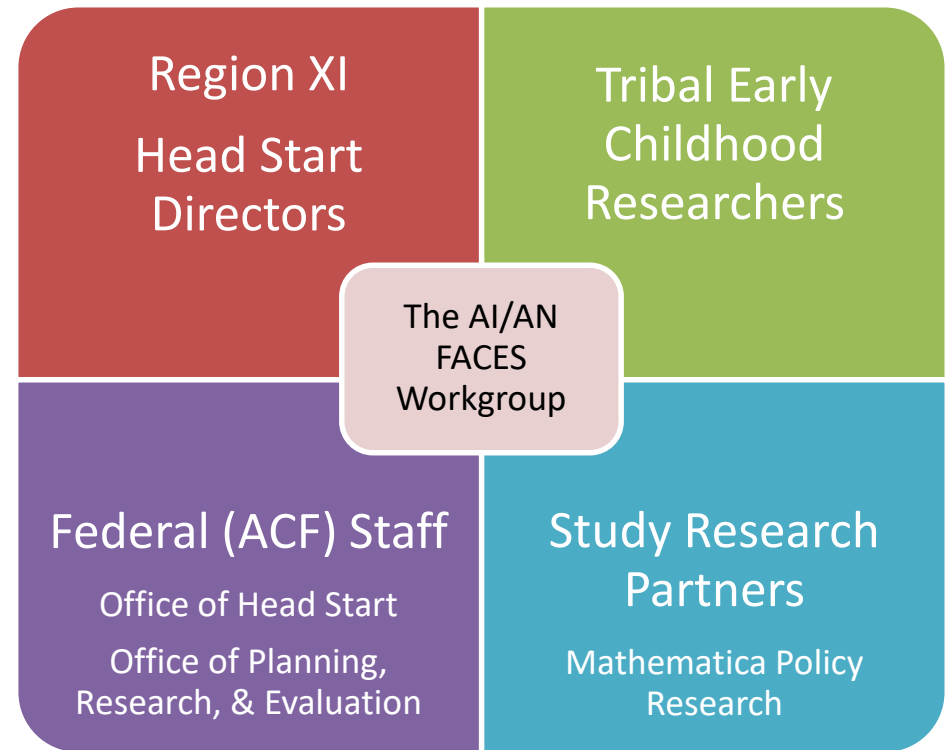 Region XI
Head Start
Directors
Tribal Early
Childhood
Researchers
The AI/AN
FACES
Workgroup
Federal (ACF) Staff
Office of Head Start
Office of Planning,
Research, & Evaluation
Study Research
Partners
Mathematica Policy
Research